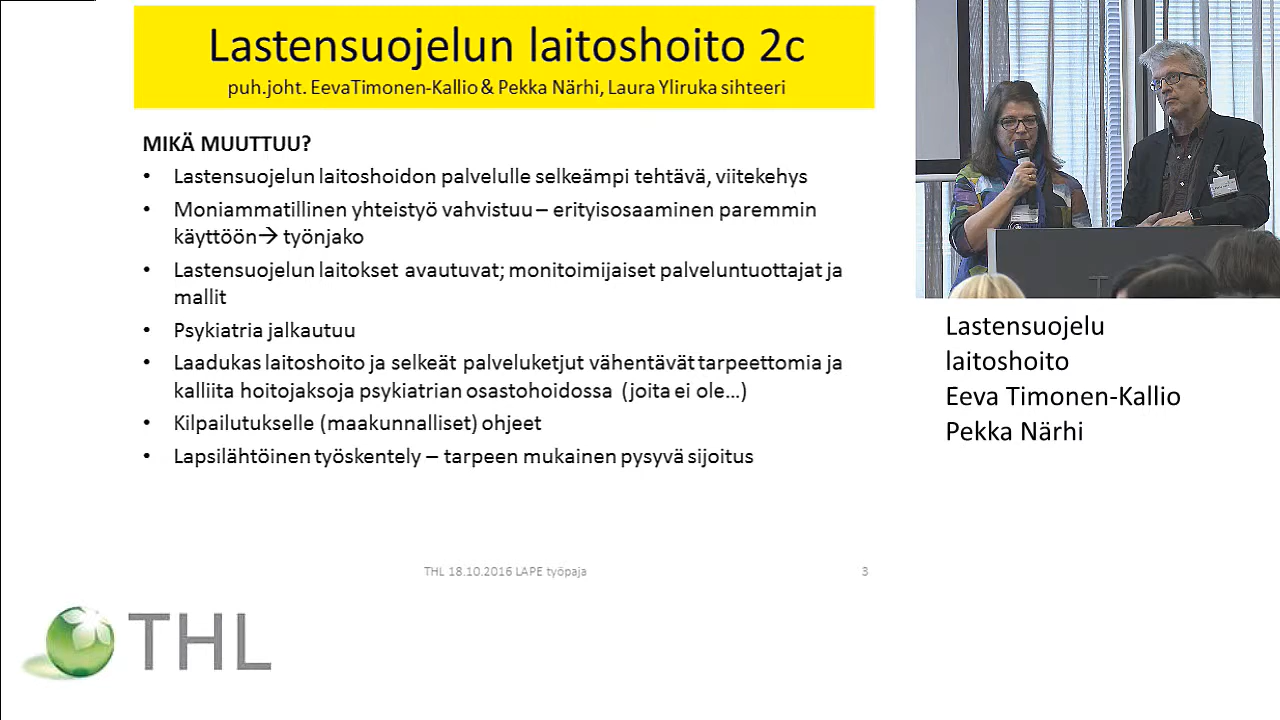 Lastensuojelun laitoshoito 2c
puh.joht. EevaTimonen-Kallio & Pekka Närhi, Laura Yliruka sihteeri
MIKÄ MUUTTUU?
• Lastensuojelun laitoshoidon palvelulle selkeämpi tehtävä, viitekehys
• Moniammatillinen yhteistyö vahvistuu – erityisosaaminen paremmin
käyttöön→ työnjako
• Lastensuojelun laitokset avautuvat; monitoimijaiset palveluntuottajat ja
mallit
• Psykiatria jalkautuu
• Laadukas laitoshoito ja selkeät palveluketjut vähentävät tarpeettomia ja
kalliita hoitojaksoja psykiatrian osastohoidossa (joita ei ole…)
• Kilpailutukselle (maakunnalliset) ohjeet
• Lapsilähtöinen työskentely – tarpeen mukainen pysyvä sijoitus
THL 18.10.2016 LAPE työpaja 3
Lastensuojelu
laitoshoito
Eeva Timonen-Kallio
Pekka Närhi
THL